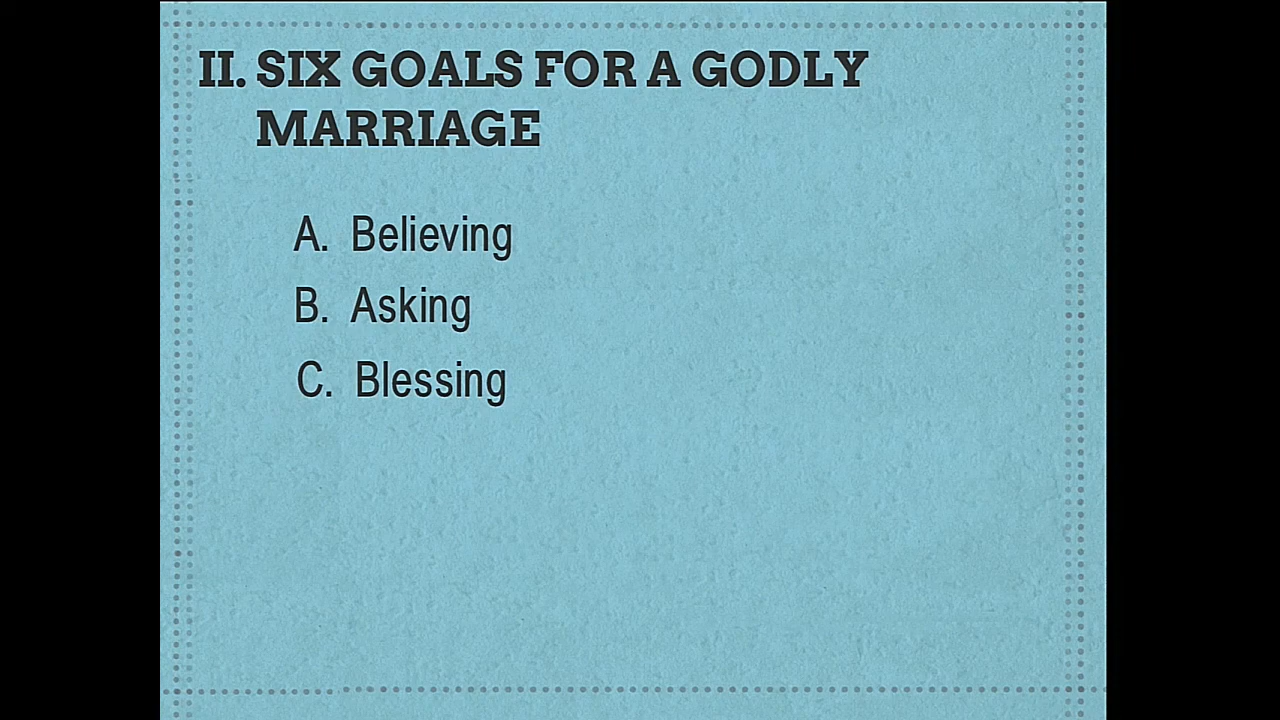 II. SIX GOALS FOR A GODLY
MARRIAGE
A. Believing
B. Asking
C. Blessing